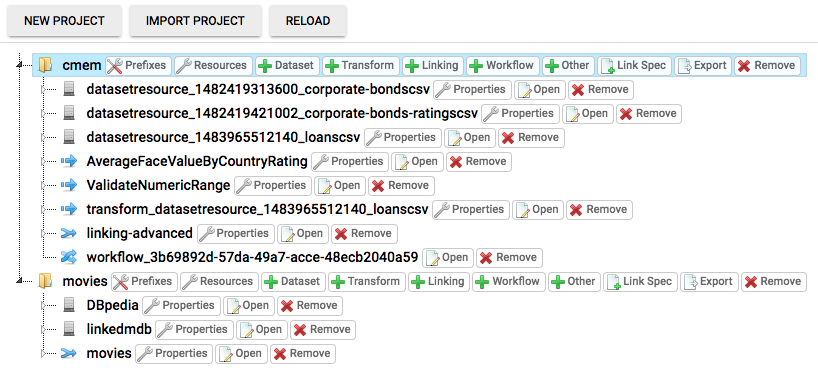 NEW PROJECT IMPORT PROJECT RELOAD
cmem Prefixes Resources Dataset Transform Linking Workflow Other Link Spec Export Remove
datasetresource_1482419313600_corporate-bondscsv Properties Open Remove
datasetresource_1482419421002_corporate-bonds-ratingscsv Properties Open Remove
datasetresource_1483965512140_loanscsv Properties Open Remove
AverageFaceValueByCountryRating Properties Open Remove
ValidateNumericRange Properties Open Remove
transform_datasetresource_1483965512140_loanscsv Properties Open Remove
linking-advanced Properties Open Remove
workflow_3b69892d-57da-49a7-acce-48ecb2040a59 Open Remove
movies Prefixes Resources Dataset Transform Linking Workflow Other Link Spec Export Remove
DBpedia Properties Open Remove
linkedmdb Properties Open Remove
movies Properties Open Remove